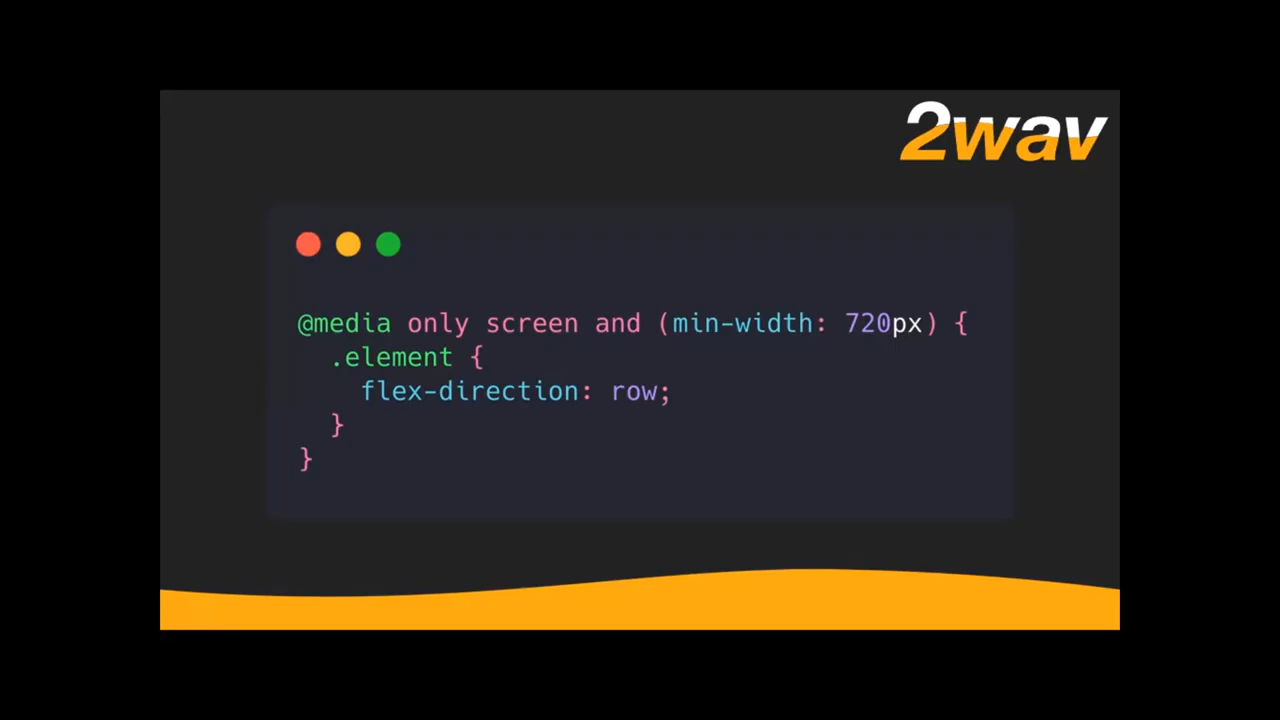 2wav
@media only screen and (min-width: 720px) {
  .element {
    flex-direction: row;
  }
}